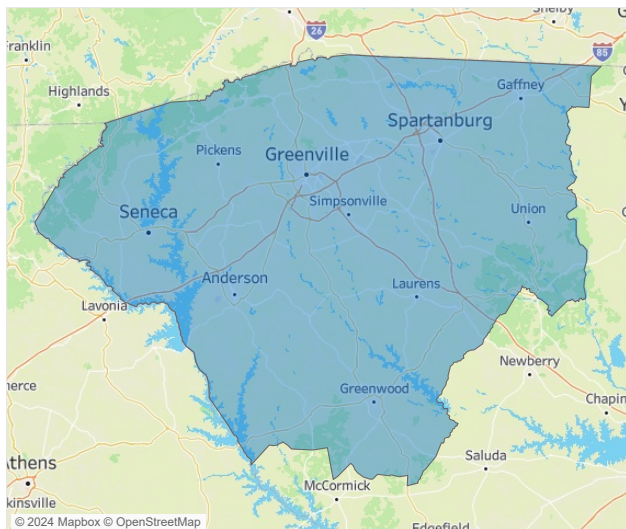 Shelby
G
26
85
Franklin
Gaffney
Highlands
Spartanburg
Pickens
Greenville
Y
Seneca
Simpsonville
Union
Anderson
Laurens
Lavonia
Newberry
merce
Greenwood
Chapin
Athens
Saluda
McCormick
kinsville
Edgefield
© 2024 Mapbox © OpenStreetMap